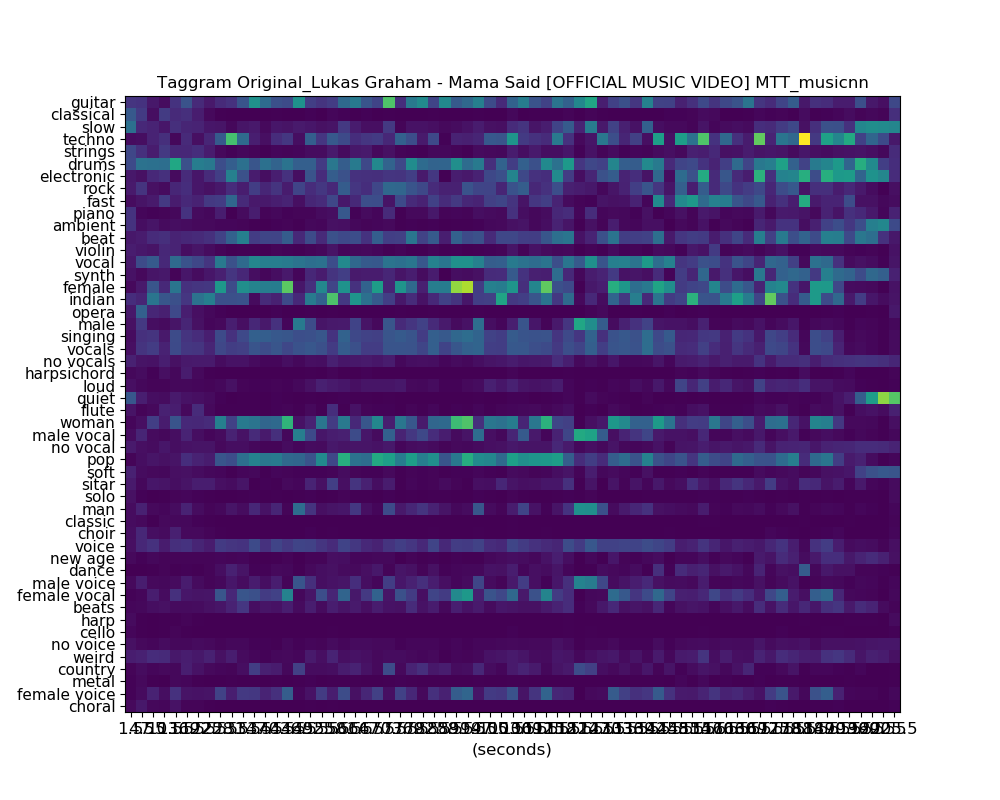 Taggram Original_Lukas Graham - Mama Said [OFFICIAL MUSIC VIDEO] MTT_musicnn
guitar
classical
slow
techno
strings
drums
electronic
rock
fast
piano
ambient
beat
violin
vocal
synth
female
indian
opera
male
singing
vocals
no vocals
harpsichord
loud
quiet
flute
woman
male vocal
no vocal
pop
soft
sitar
solo
man
classic
choir
voice
new age
dance
male voice
female vocal
beats
harp
cello
no voice
weird
country
metal
female voice
choral
(seconds)